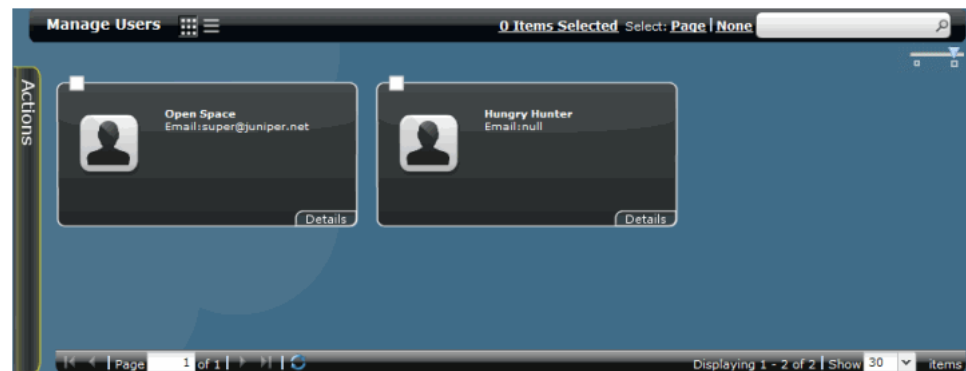 Manage Users 0 Items Selected Select: Page | None
Actions
Open Space
Email:super@juniper.net
Details
Hungry Hunter
Email:null
Details
Page 1 of 1 Displaying 1 - 2 of 2 Show 30 items